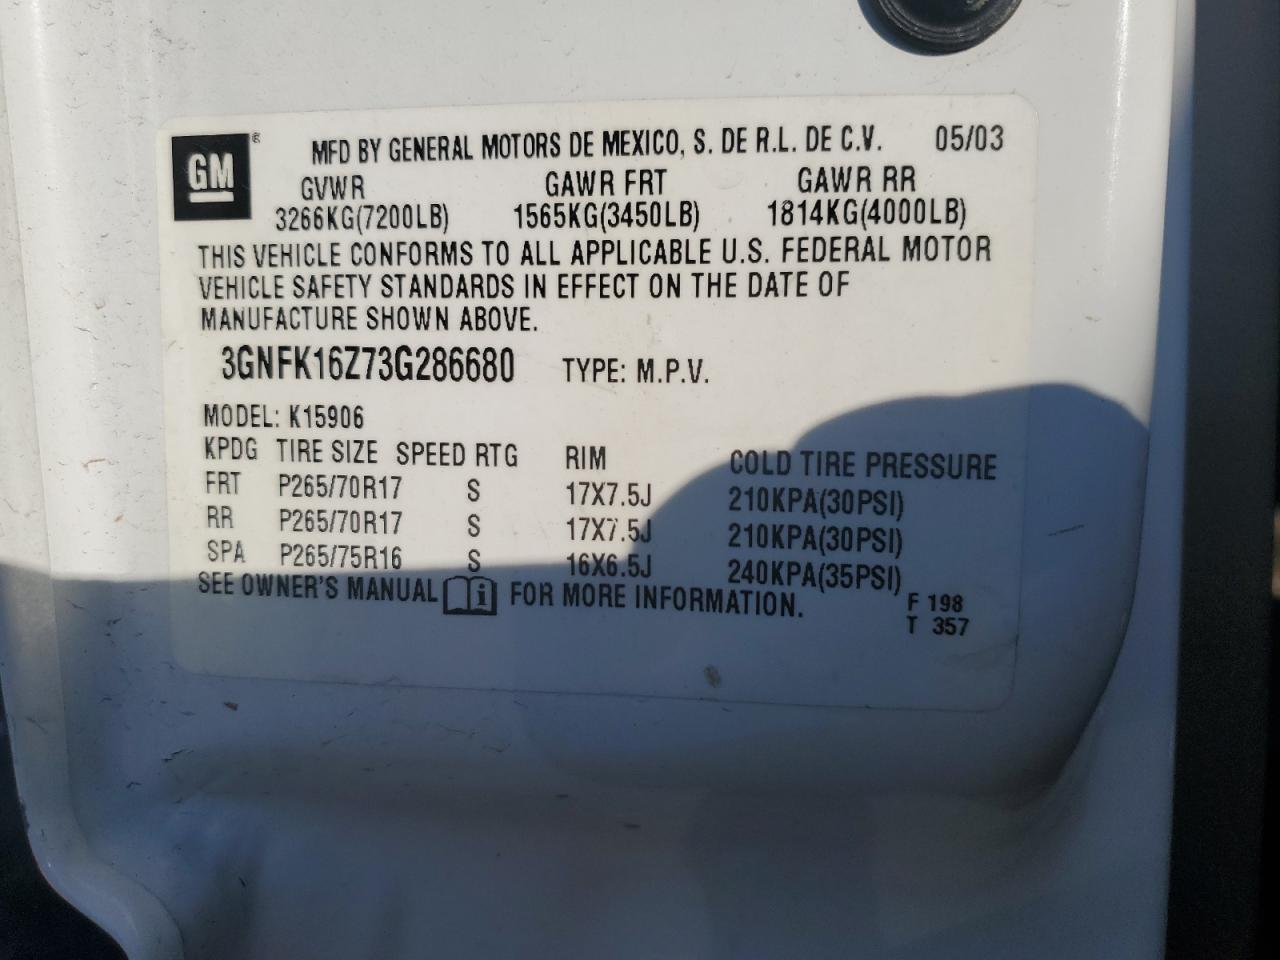 GM ® MFD BY GENERAL MOTORS DE MEXICO, S. DE R.L. DE C.V. 05/03
GVWR GAWR FRT GAWR RR
3266KG(7200LB) 1565KG(3450LB) 1814KG(4000LB)
THIS VEHICLE CONFORMS TO ALL APPLICABLE U.S. FEDERAL MOTOR
VEHICLE SAFETY STANDARDS IN EFFECT ON THE DATE OF
MANUFACTURE SHOWN ABOVE.
3GNFK16Z73G286680 TYPE: M.P.V.
MODEL: K15906
KPDG TIRE SIZE SPEED RTG RIM COLD TIRE PRESSURE
FRT P265/70R17 S 17X7.5J 210KPA(30PSI)
RR P265/70R17 S 17X7.5J 210KPA(30PSI)
SPA P265/75R16 S 16X6.5J 240KPA(35PSI)
SEE OWNER'S MANUAL i FOR MORE INFORMATION.
F 198
T 357